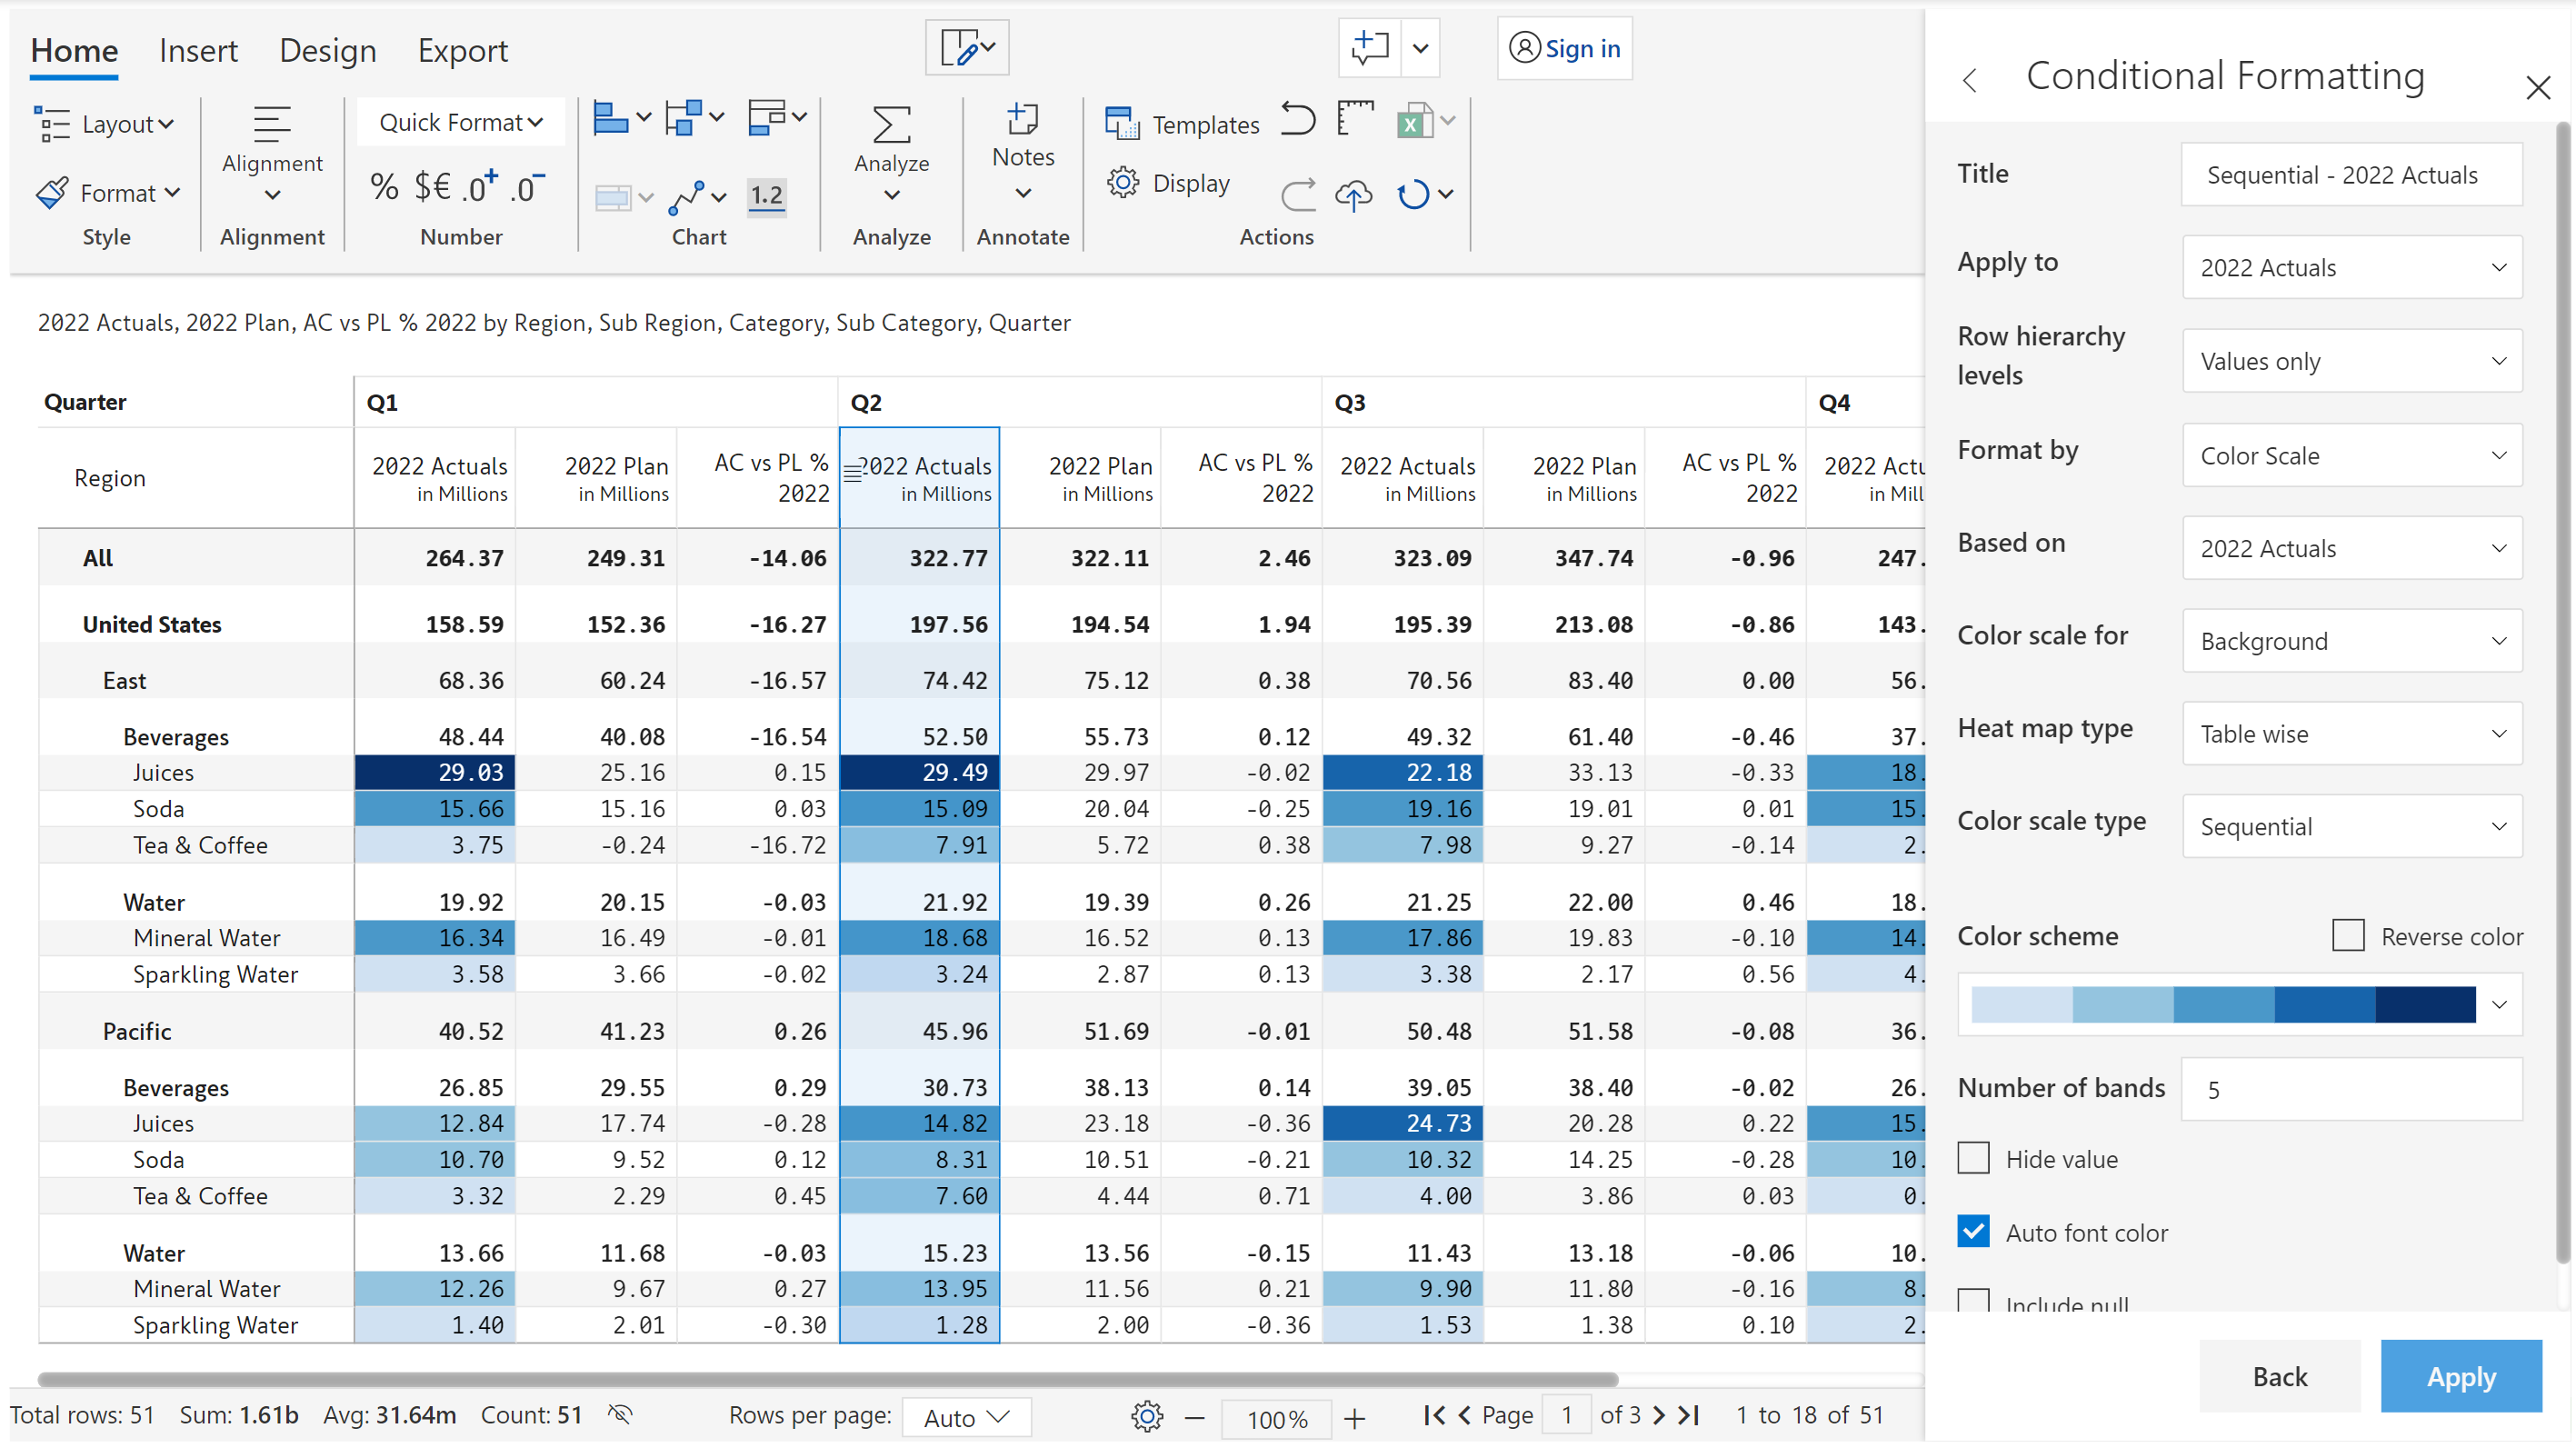 Home Insert Design Export Sign in
Layout Alignment Quick Format Analyze Notes Templates
Format % $€ .0+ .0− 1.2 Display
Style Alignment Number Chart Analyze Annotate Actions
2022 Actuals, 2022 Plan, AC vs PL % 2022 by Region, Sub Region, Category, Sub Category, Quarter
Quarter Q1 Q2 Q3 Q4
Region 2022 Actuals in Millions 2022 Plan in Millions AC vs PL % 2022 2022 Actuals in Millions 2022 Plan in Millions AC vs PL % 2022 2022 Actuals in Millions 2022 Plan in Millions AC vs PL % 2022 2022 Actu in Mill
All 264.37 249.31 -14.06 322.77 322.11 2.46 323.09 347.74 -0.96 247.
United States 158.59 152.36 -16.27 197.56 194.54 1.94 195.39 213.08 -0.86 143.
East 68.36 60.24 -16.57 74.42 75.12 0.38 70.56 83.40 0.00 56.
Beverages 48.44 40.08 -16.54 52.50 55.73 0.12 49.32 61.40 -0.46 37.
Juices 29.03 25.16 0.15 29.49 29.97 -0.02 22.18 33.13 -0.33 18.
Soda 15.66 15.16 0.03 15.09 20.04 -0.25 19.16 19.01 0.01 15.
Tea & Coffee 3.75 -0.24 -16.72 7.91 5.72 0.38 7.98 9.27 -0.14 2.
Water 19.92 20.15 -0.03 21.92 19.39 0.26 21.25 22.00 0.46 18.
Mineral Water 16.34 16.49 -0.01 18.68 16.52 0.13 17.86 19.83 -0.10 14.
Sparkling Water 3.58 3.66 -0.02 3.24 2.87 0.13 3.38 2.17 0.56 4.
Pacific 40.52 41.23 0.26 45.96 51.69 -0.01 50.48 51.58 -0.08 36.
Beverages 26.85 29.55 0.29 30.73 38.13 0.14 39.05 38.40 -0.02 26.
Juices 12.84 17.74 -0.28 14.82 23.18 -0.36 24.73 20.28 0.22 15.
Soda 10.70 9.52 0.12 8.31 10.51 -0.21 10.32 14.25 -0.28 10.
Tea & Coffee 3.32 2.29 0.45 7.60 4.44 0.71 4.00 3.86 0.03 0.
Water 13.66 11.68 -0.03 15.23 13.56 -0.15 11.43 13.18 -0.06 10.
Mineral Water 12.26 9.67 0.27 13.95 11.56 0.21 9.90 11.80 -0.16 8.
Sparkling Water 1.40 2.01 -0.30 1.28 2.00 -0.36 1.53 1.38 0.10 2.
Total rows: 51 Sum: 1.61b Avg: 31.64m Count: 51 Rows per page: Auto 100% Page 1 of 3 1 to 18 of 51
Conditional Formatting
Title Sequential - 2022 Actuals
Apply to 2022 Actuals
Row hierarchy levels Values only
Format by Color Scale
Based on 2022 Actuals
Color scale for Background
Heat map type Table wise
Color scale type Sequential
Color scheme Reverse color
Number of bands 5
Hide value
Auto font color
Include null
Back Apply